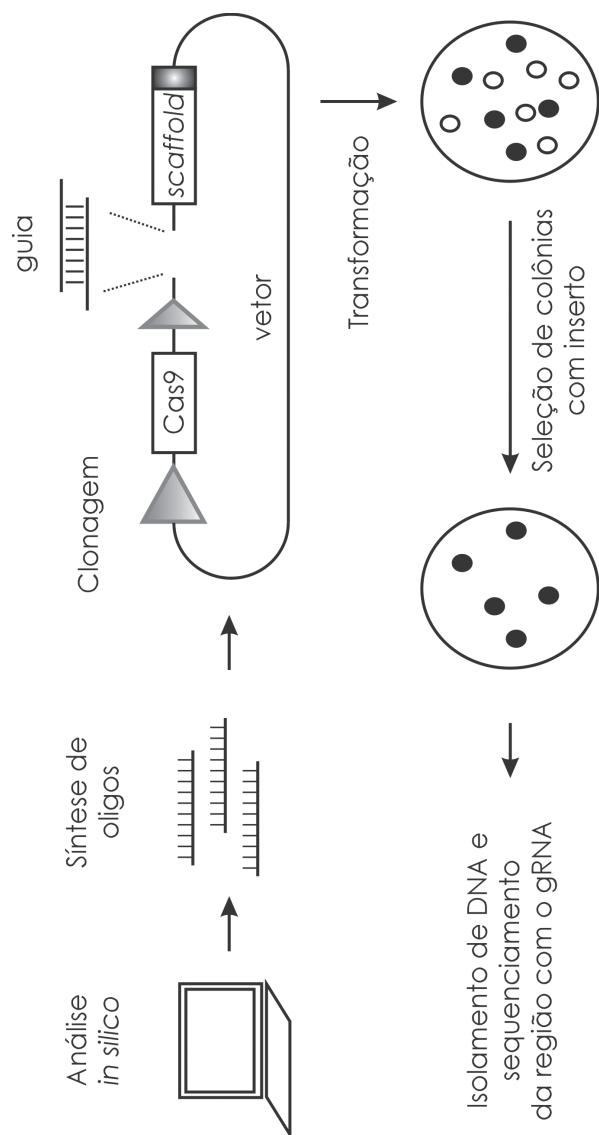 Análise
in silico
Síntese de
oligos
Clonagem
guia
Cas9
scaffold
vetor
Transformação
Seleção de colônias
com inserto
Isolamento de DNA e
sequenciamento
da região com o gRNA